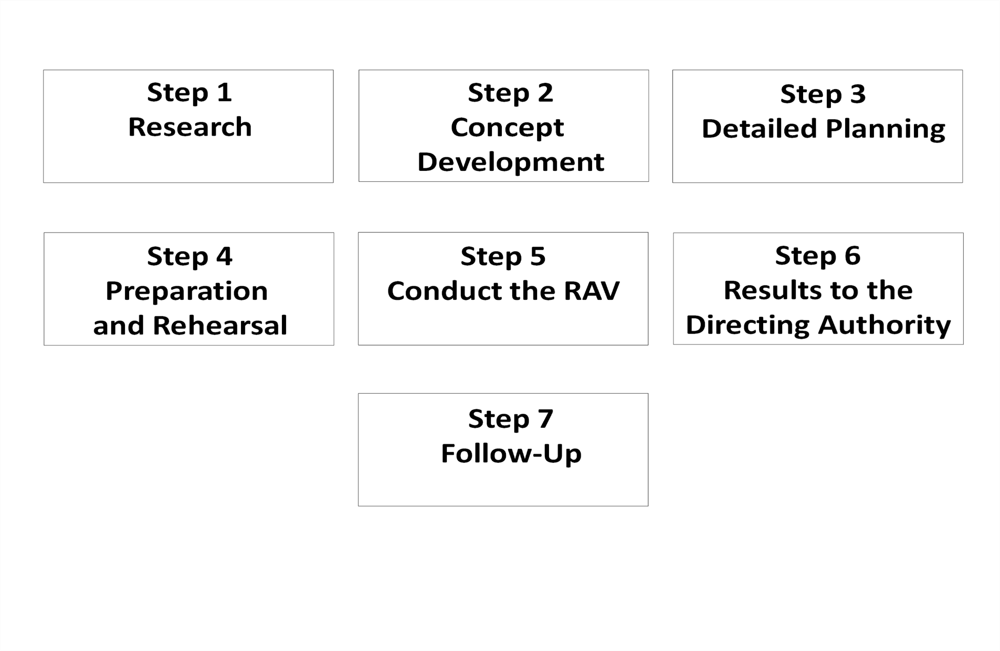 Step 1
Research
Step 2
Concept
Development
Step 3
Detailed Planning
Step 4
Preparation
and Rehearsal
Step 5
Conduct the RAV
Step 6
Results to the
Directing Authority
Step 7
Follow-Up